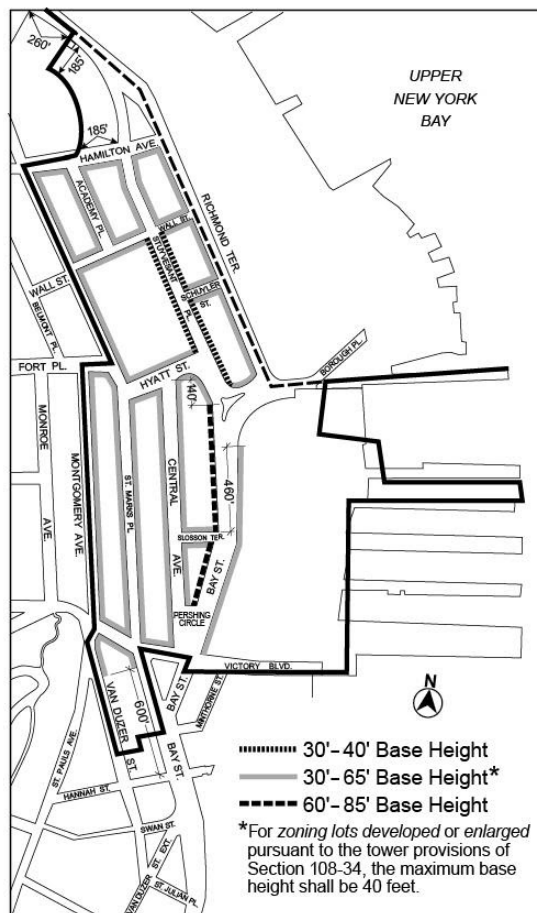 260'
185'
UPPER
NEW YORK
BAY
185'
HAMILTON AVE.
ACADEMY PL.
RICHMOND TER.
WALL ST.
STUYVESANT PL.
SCHUYLER
ST.
WALL ST.
BELMONT PL.
BOROUGH PL.
FORT PL.
HYATT ST.
140'
MONROE
AVE.
MONTGOMERY AVE.
ST. MARKS PL
CENTRAL
AVE.
460'
SLOSSON TER.
BAY ST.
PERSHING
CIRCLE
VICTORY BLVD.
VAN DUZER
ST.
600'
BAY ST.
MINTHORNE ST.
BAY ST.
ST. PAULS AVE.
HANNAH ST.
SWAN ST.
VAN DUZER
ST. EXT.
ST. JULIAN PL.
N
30'-40' Base Height
30'-65' Base Height*
60'-85' Base Height
*For zoning lots developed or enlarged
pursuant to the tower provisions of
Section 108-34, the maximum base
height shall be 40 feet.